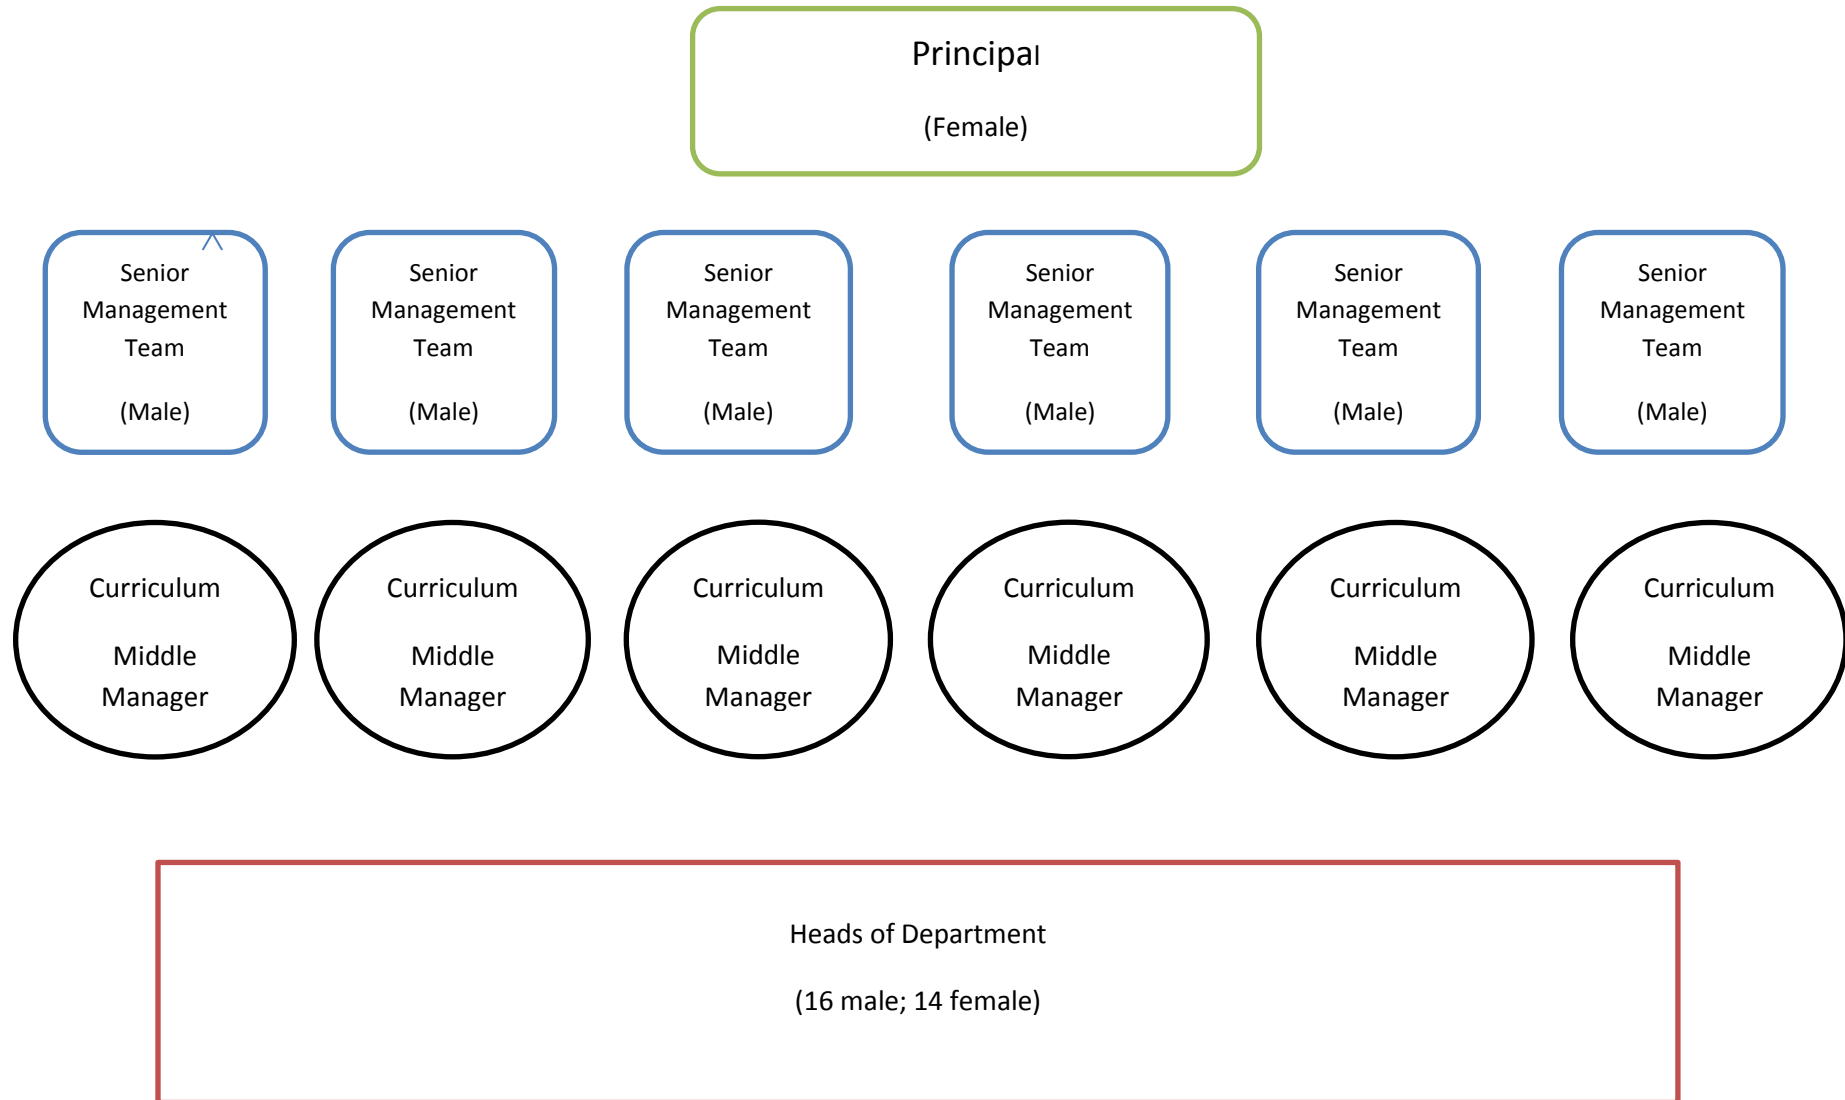 Principal
(Female)
Senior
Management
Team
(Male)
Senior
Management
Team
(Male)
Senior
Management
Team
(Male)
Senior
Management
Team
(Male)
Senior
Management
Team
(Male)
Senior
Management
Team
(Male)
Curriculum
Middle
Manager
Curriculum
Middle
Manager
Curriculum
Middle
Manager
Curriculum
Middle
Manager
Curriculum
Middle
Manager
Curriculum
Middle
Manager
Heads of Department
(16 male; 14 female)